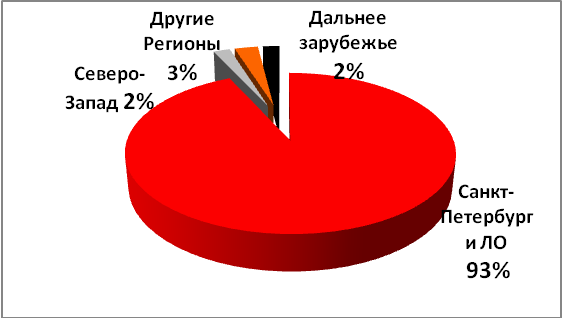 Другие
Регионы
3%
Дальнее
зарубежье
2%
Северо-
Запад 2%
Санкт-
Петербург
и ЛО
93%